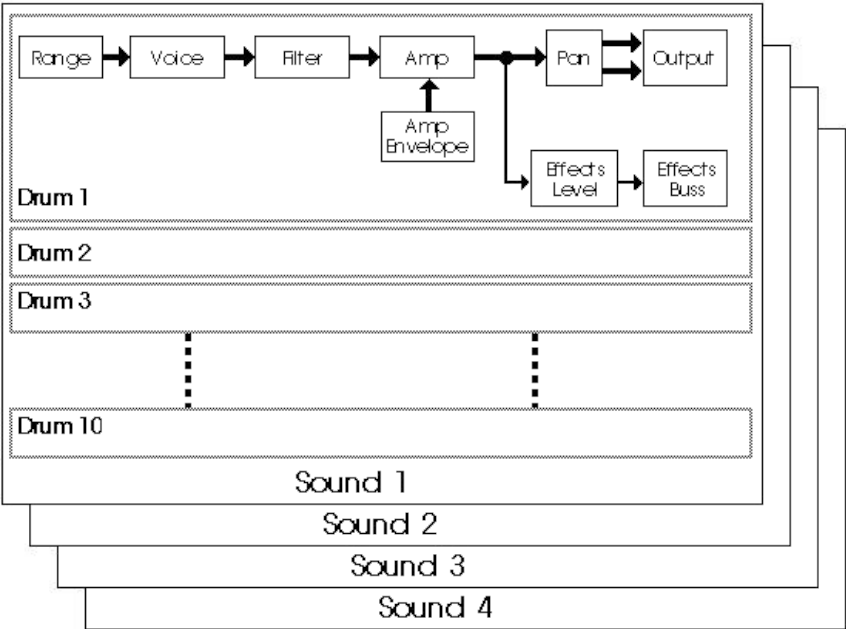 Range
Voice
Filter
Amp
Pan
Output
Amp
Envelope
Effects
Level
Effects
Buss
Drum 1
Drum 2
Drum 3
Drum 10
Sound 1
Sound 2
Sound 3
Sound 4